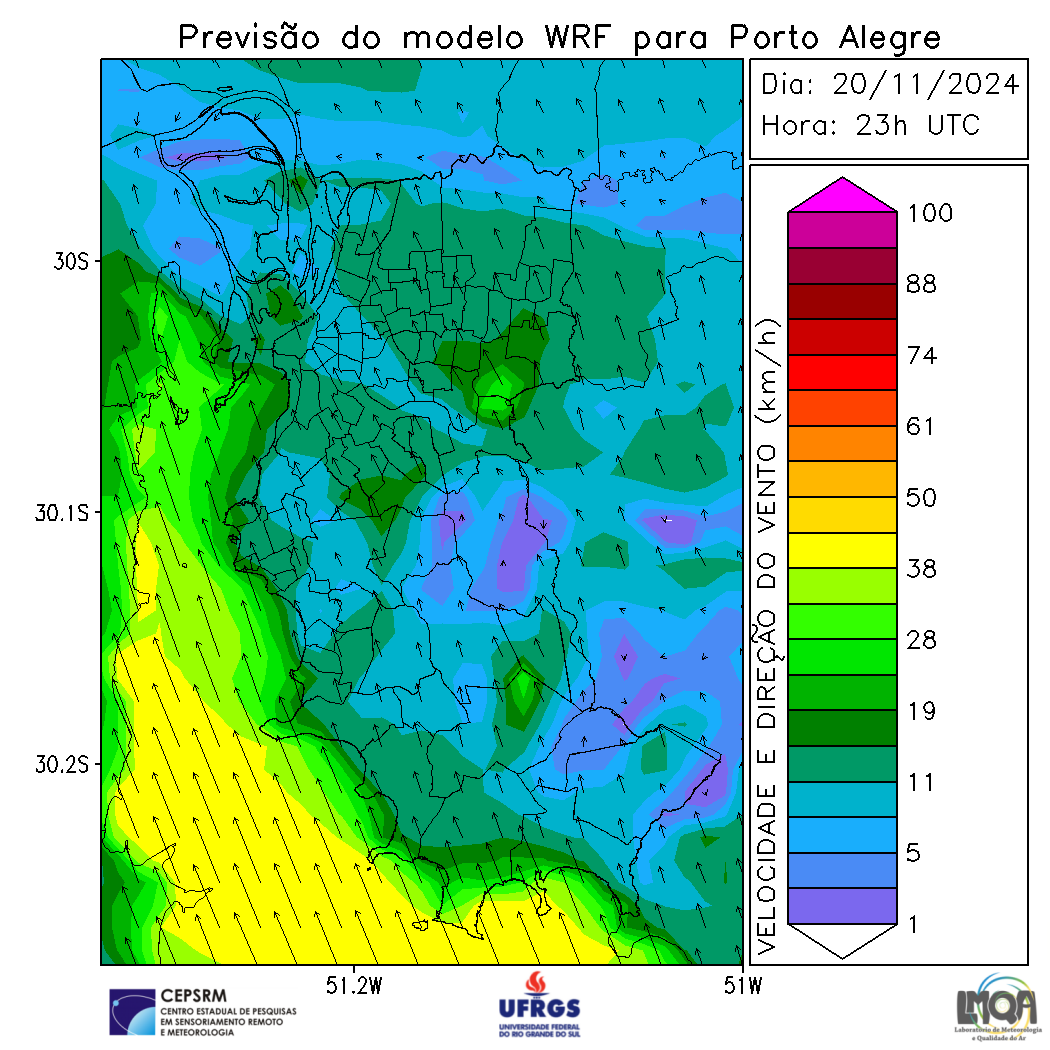 Previsão do modelo WRF para Porto Alegre
Dia: 20/11/2024
Hora: 23h UTC
30S
30.1S
30.2S
51.2W
51W
VELOCIDADE E DIREÇÃO DO VENTO (km/h)
100
88
74
61
50
38
28
19
11
5
1
CEPSRM
CENTRO ESTADUAL DE PESQUISAS
EM SENSORIAMENTO REMOTO
E METEOROLOGIA
UFRGS
UNIVERSIDADE FEDERAL
DO RIO GRANDE DO SUL
LMQA
Laboratório de Meteorologia
e Qualidade do Ar